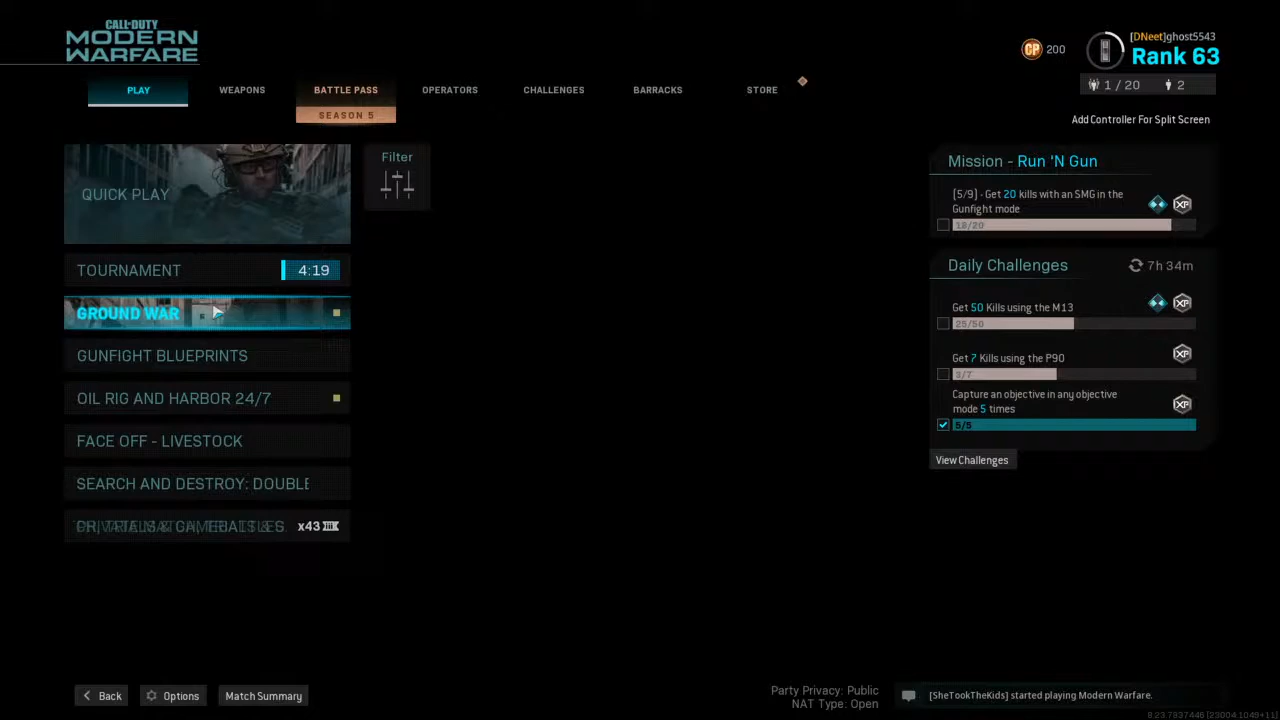 CALL·DUTY
MODERN
WARFARE
CP 200
[DNeet]ghost5543
Rank 63
1 / 20 2
Add Controller For Split Screen
PLAY
WEAPONS
BATTLE PASS
SEASON 5
OPERATORS
CHALLENGES
BARRACKS
STORE
QUICK PLAY
Filter
TOURNAMENT 4:19
GROUND WAR
GUNFIGHT BLUEPRINTS
OIL RIG AND HARBOR 24/7
FACE OFF - LIVESTOCK
SEARCH AND DESTROY: DOUBLE
x43
Mission - Run 'N Gun
[5/9] - Get 20 kills with an SMG in the
Gunfight mode
XP
18/20
Daily Challenges 7h 34m
Get 50 Kills using the M13
XP
25/50
Get 7 Kills using the P90
XP
3/7
Capture an objective in any objective
mode 5 times
XP
5/5
View Challenges
Back
Options
Match Summary
Party Privacy: Public
NAT Type: Open
[SheTookTheKids] started playing Modern Warfare.